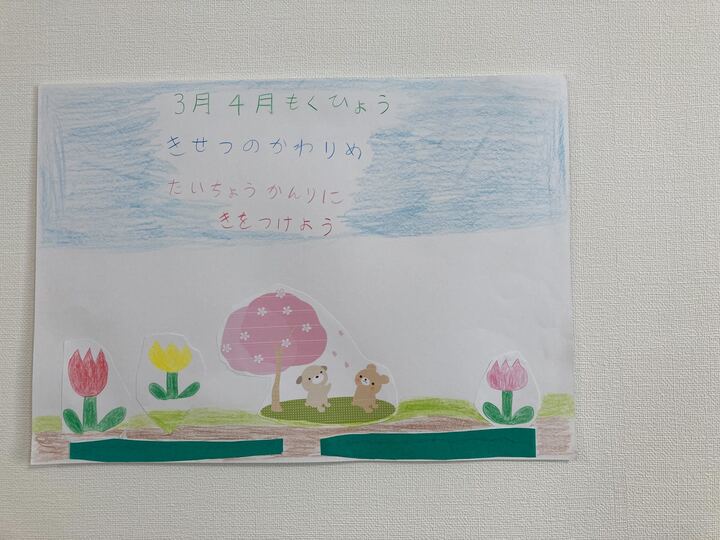 3月4月もくひょう
きせつのかわりめ
たいちょうかんりに
きをつけよう